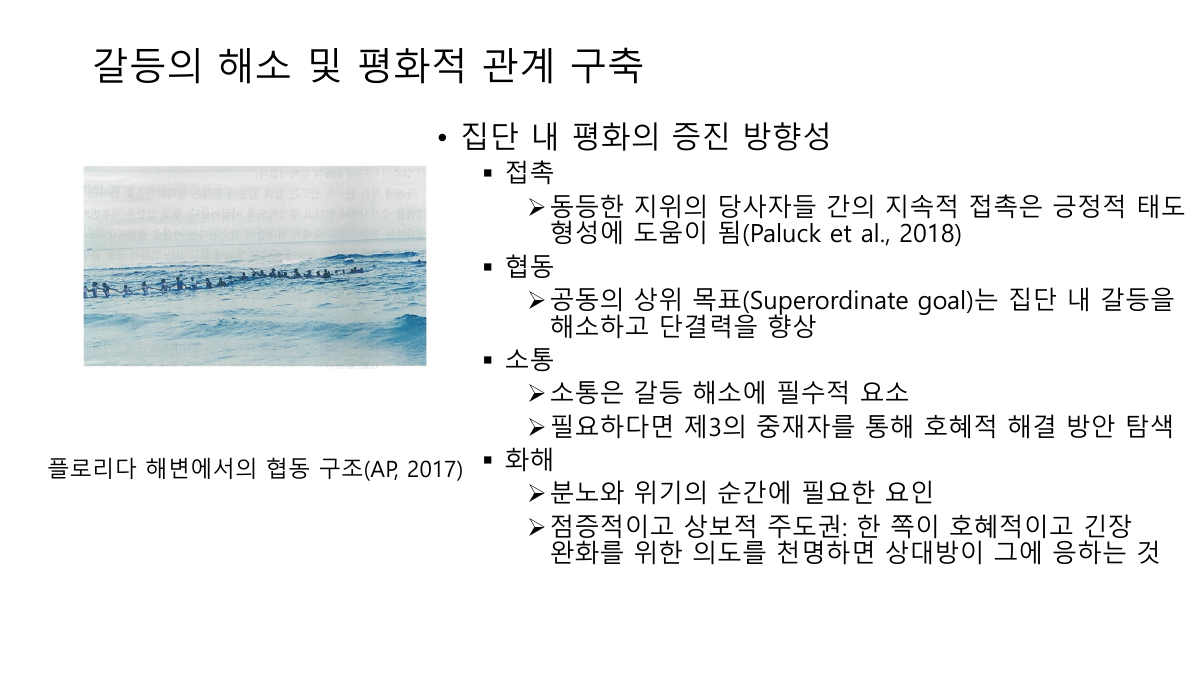 갈등의 해소 및 평화적 관계 구축
• 집단 내 평화의 증진 방향성
▪ 접촉
➢동등한 지위의 당사자들 간의 지속적 접촉은 긍정적 태도
형성에 도움이 됨(Paluck et al., 2018)
▪ 협동
➢공동의 상위 목표(Superordinate goal)는 집단 내 갈등을
해소하고 단결력을 향상
▪ 소통
➢소통은 갈등 해소에 필수적 요소
➢필요하다면 제3의 중재자를 통해 호혜적 해결 방안 탐색
▪ 화해
➢분노와 위기의 순간에 필요한 요인
➢점증적이고 상보적 주도권: 한 쪽이 호혜적이고 긴장
완화를 위한 의도를 천명하면 상대방이 그에 응하는 것
플로리다 해변에서의 협동 구조(AP, 2017)